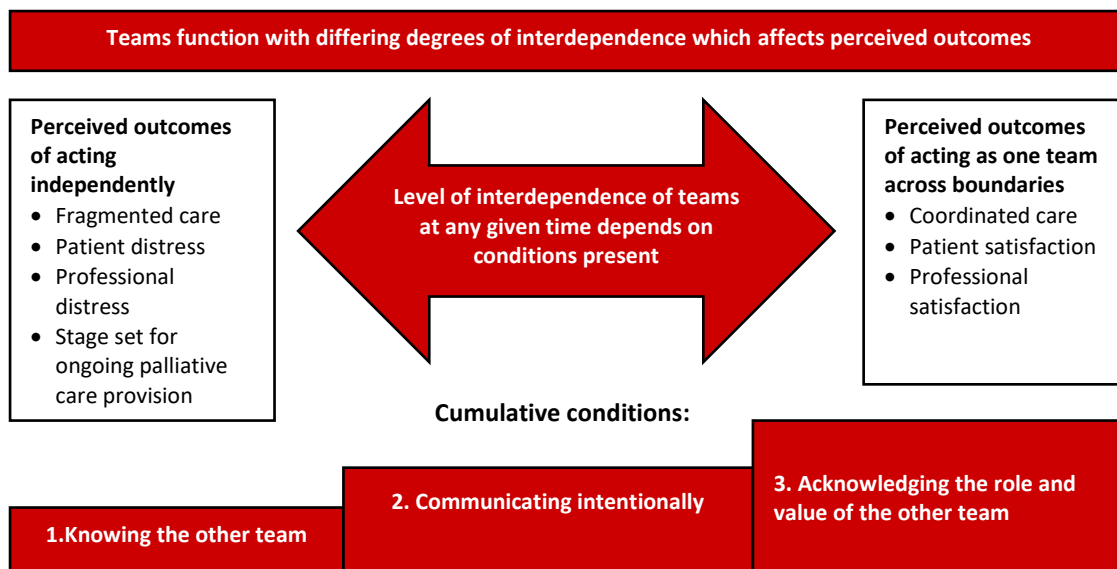 Teams function with differing degrees of interdependence which affects perceived outcomes
Perceived outcomes
of acting
independently
• Fragmented care
• Patient distress
• Professional
distress
• Stage set for
ongoing palliative
care provision
Level of interdependence of teams
at any given time depends on
conditions present
Perceived outcomes
of acting as one team
across boundaries
• Coordinated care
• Patient satisfaction
• Professional
satisfaction
Cumulative conditions:
1.Knowing the other team
2. Communicating intentionally
3. Acknowledging the role and
value of the other team